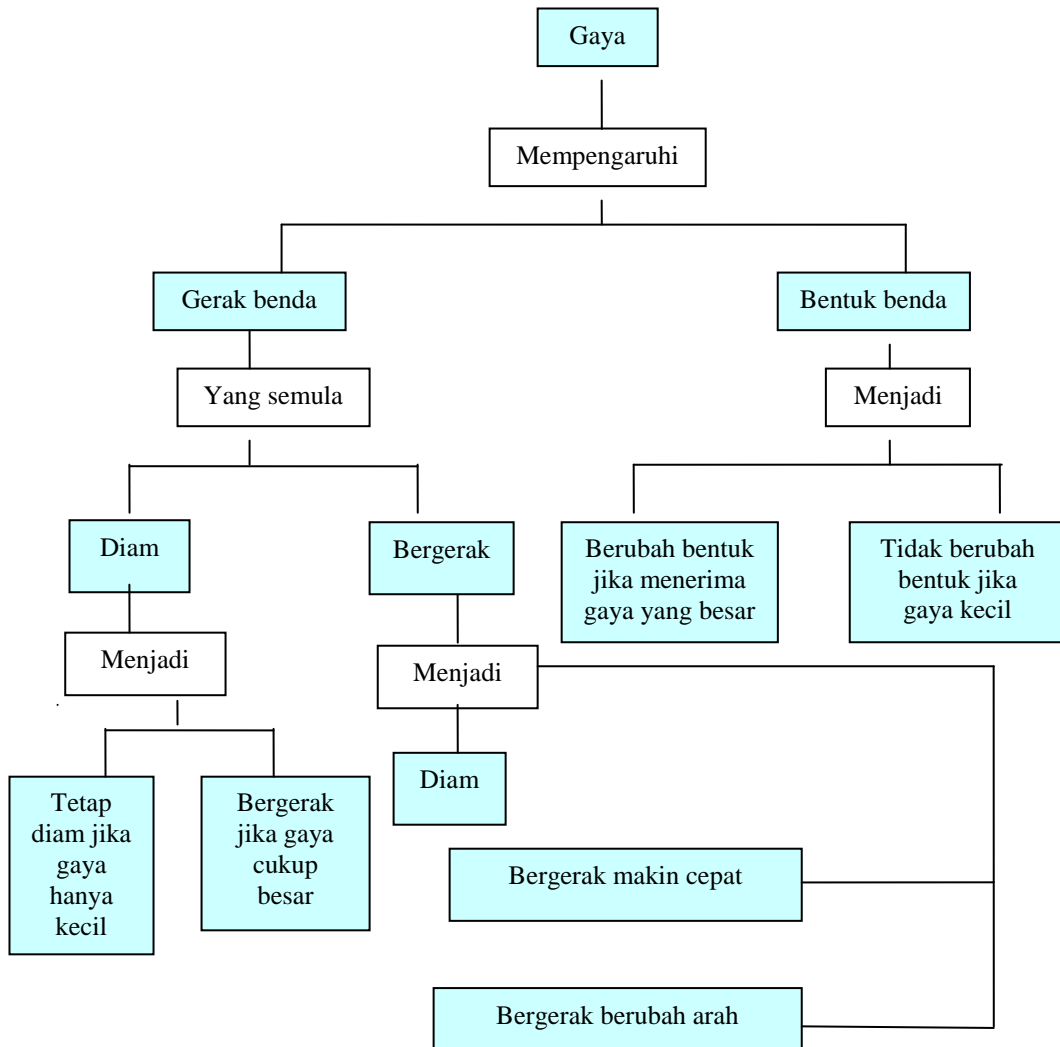 Gaya
Mempengaruhi
Gerak benda
Bentuk benda
Yang semula
Menjadi
Diam
Bergerak
Berubah bentuk
jika menerima
gaya yang besar
Tidak berubah
bentuk jika
gaya kecil
Menjadi
Menjadi
Diam
Tetap
diam jika
gaya
hanya
kecil
Bergerak
jika gaya
cukup
besar
Bergerak makin cepat
Bergerak berubah arah